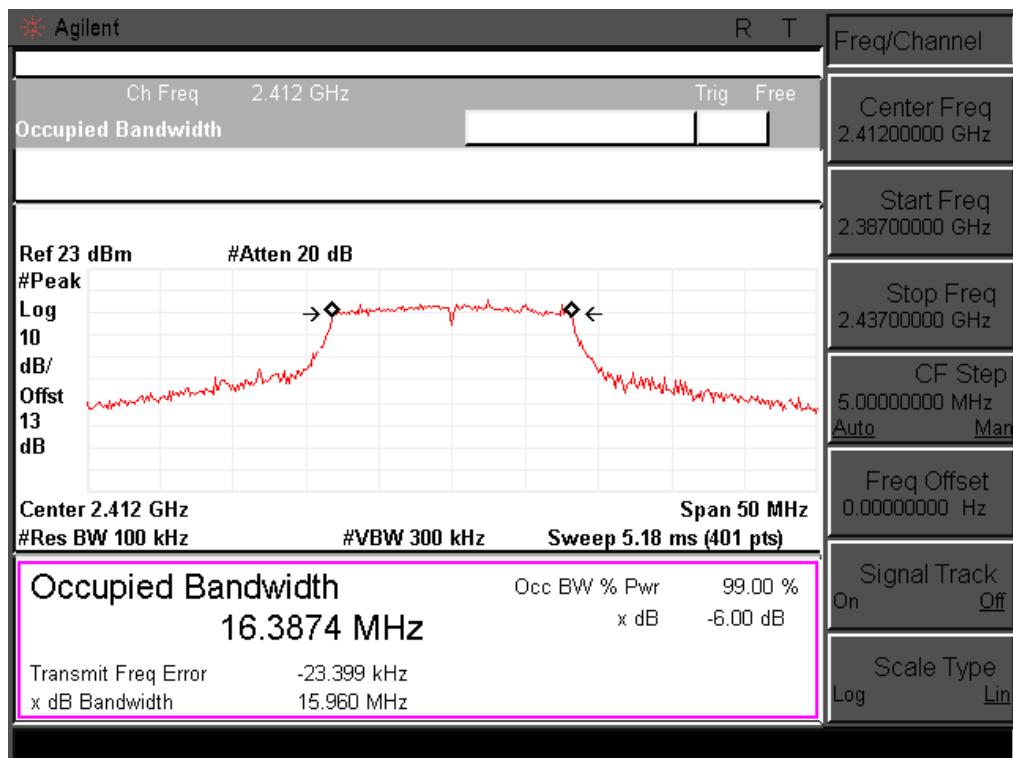 Agilent R T
Freq/Channel
Ch Freq 2.412 GHz Trig Free
Occupied Bandwidth
Center Freq
2.41200000 GHz
Start Freq
2.38700000 GHz
Stop Freq
2.43700000 GHz
CF Step
5.00000000 MHz
Auto Man
Freq Offset
0.00000000 Hz
Signal Track
On Off
Scale Type
Log Lin
Ref 23 dBm #Atten 20 dB
#Peak
Log
10
dB/
Offst
13
dB
Center 2.412 GHz Span 50 MHz
#Res BW 100 kHz #VBW 300 kHz Sweep 5.18 ms (401 pts)
Occupied Bandwidth Occ BW % Pwr 99.00 %
16.3874 MHz x dB -6.00 dB
Transmit Freq Error -23.399 kHz
x dB Bandwidth 15.960 MHz